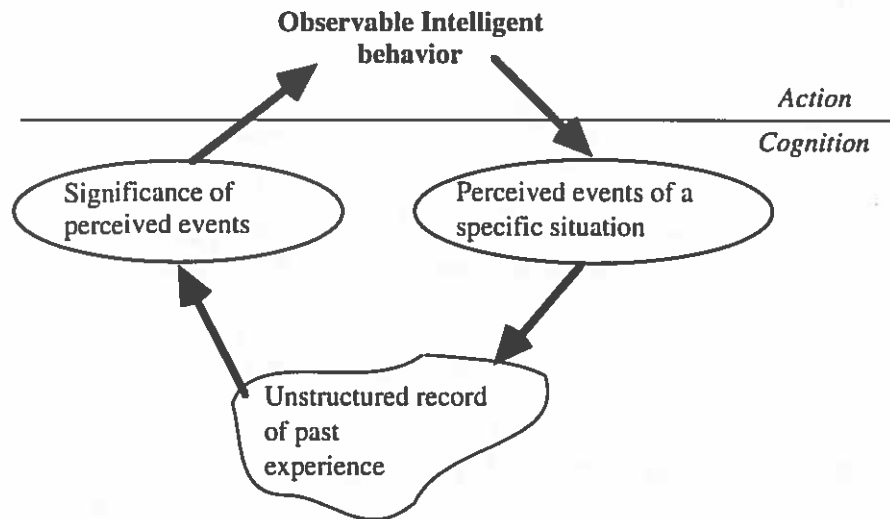 Observable Intelligent
behavior
Action
Cognition
Significance of
perceived events
Perceived events of a
specific situation
Unstructured record
of past
experience